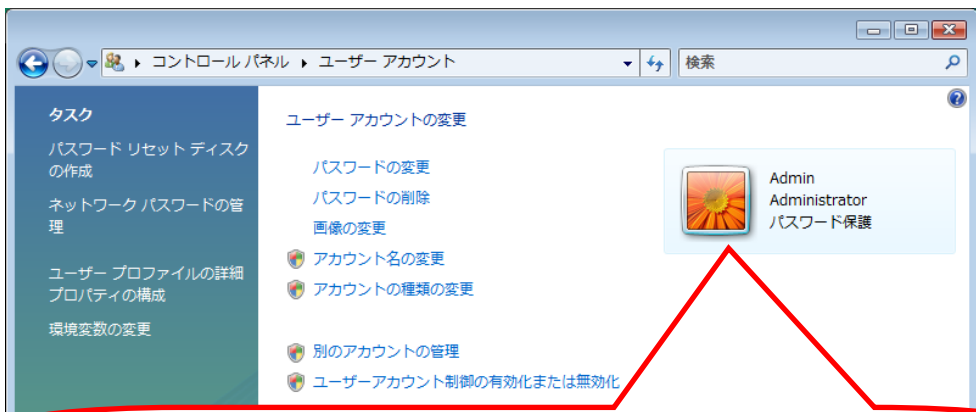 コントロール パネル ▸ ユーザー アカウント
検索
タスク
パスワード リセット ディスク
の作成
ネットワーク パスワードの管
理
ユーザー プロファイルの詳細
プロパティの構成
環境変数の変更
ユーザー アカウントの変更
パスワードの変更
パスワードの削除
画像の変更
アカウント名の変更
アカウントの種類の変更
別のアカウントの管理
ユーザーアカウント制御の有効化または無効化
Admin
Administrator
パスワード保護